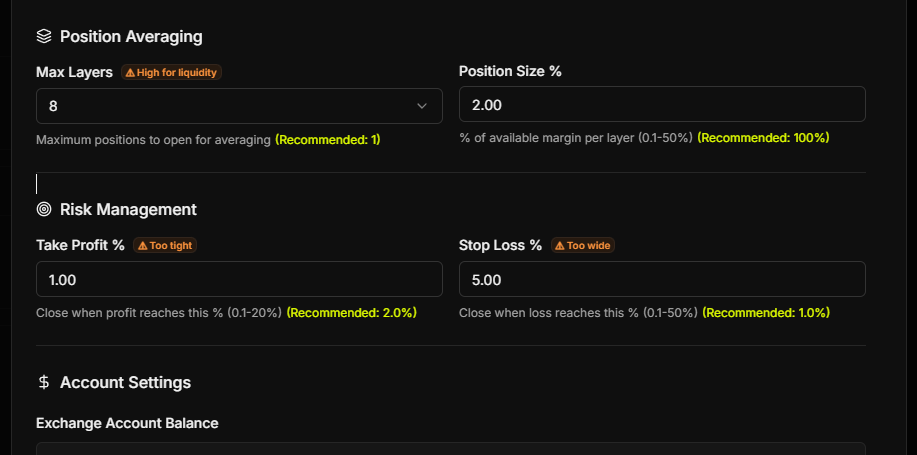 Position Averaging
Max Layers ⚠ High for liquidity
Position Size %
8
2.00
Maximum positions to open for averaging (Recommended: 1)
% of available margin per layer (0.1-50%) (Recommended: 100%)
Risk Management
Take Profit % ⚠ Too tight
Stop Loss % ⚠ Too wide
1.00
5.00
Close when profit reaches this % (0.1-20%) (Recommended: 2.0%)
Close when loss reaches this % (0.1-50%) (Recommended: 1.0%)
$ Account Settings
Exchange Account Balance